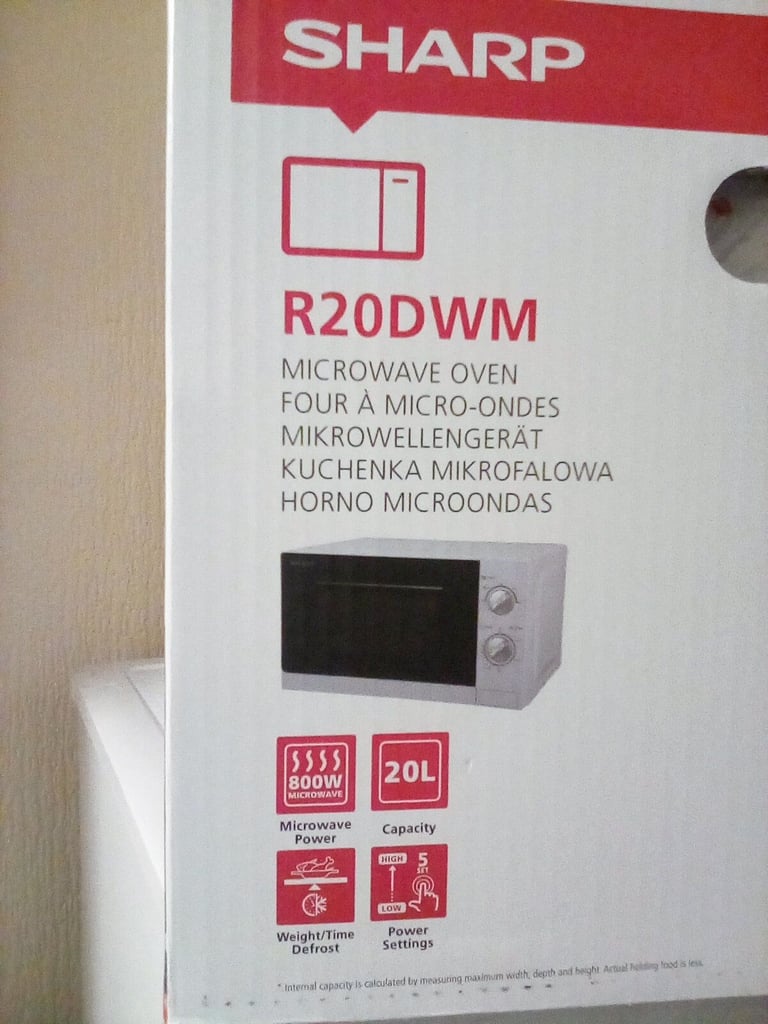 SHARP
R20DWM
MICROWAVE OVEN
FOUR À MICRO-ONDES
MIKROWELLENGERÄT
KUCHENKA MIKROFALOWA
HORNO MICROONDAS
800W
MICROWAVE
20L
Microwave
Power
Capacity
HIGH
5
SET
LOW
Weight/Time
Defrost
Power
Settings
* Internal capacity is calculated by measuring maximum width, depth and height. Actual holding food is less.